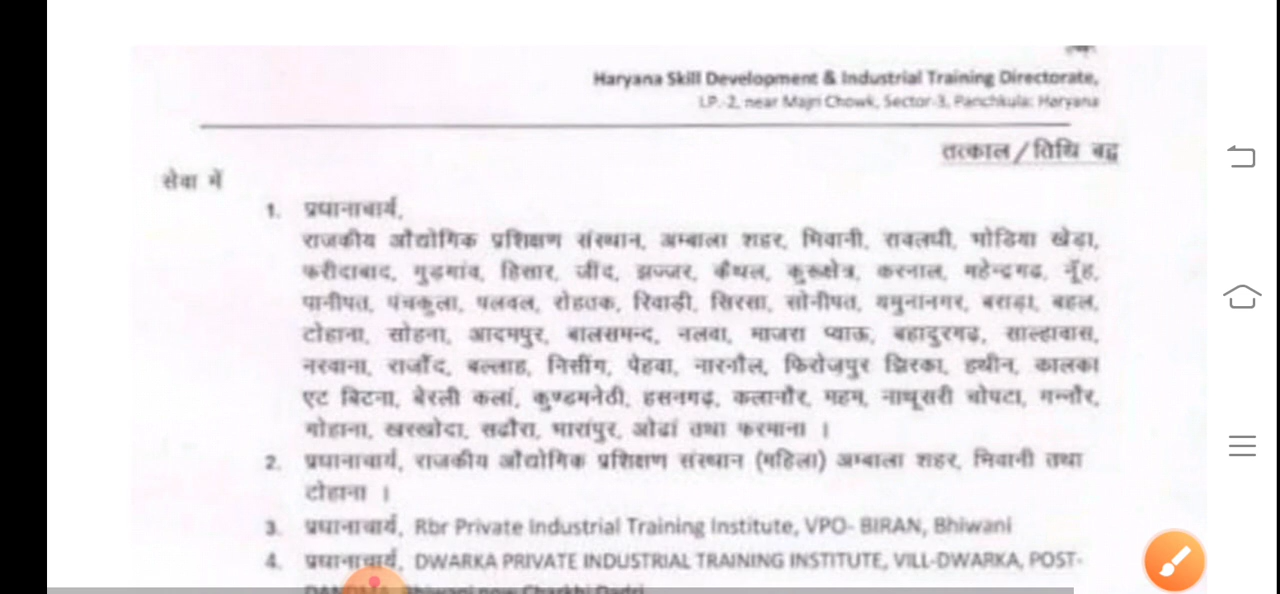 Haryana Skill Development & Industrial Training Directorate,
I.P.-2, near Majri Chowk, Sector-3, Panchkula: Haryana
तत्काल/तिथि बद्व
सेवा में
1. प्रधानाचार्य,
राजकीय औद्योगिक प्रशिक्षण संस्थान, अम्बाला शहर, भिवानी, रावलधी, भोडिया खेड़ा,
फरीदाबाद, गुड़गांव, हिसार, जींद, झज्जर, कैथल, कुरूक्षेत्र, करनाल, महेन्द्रगढ, नूँह,
पानीपत, पंचकुला, पलवल, रोहतक, रिवाड़ी, सिरसा, सोनीपत, यमुनानगर, बराड़ा, बहल,
टोहाना, सोहना, आदमपुर, बालसमन्द, नलवा, माजरा प्याऊ, बहादुरगढ, साल्हावास,
नरवाना, राजौंद, बल्लाह, निसींग, पेहवा, नारनौल, फिरोजपुर झिरका, हथीन, कालका
एट बिटना, बेरली कलां, कुण्डमनेठी, हसनगढ़, कलानौर, महम, नाथूसरी चोपटा, गन्नौर,
गोहाना, खरखोदा, सढौरा, भारांपुर, ओढां तथा फरमाना ।
2. प्रधानाचार्य, राजकीय औद्योगिक प्रशिक्षण संस्थान (महिला) अम्बाला शहर, भिवानी तथा
टोहाना ।
3. प्रधानाचार्य, Rbr Private Industrial Training Institute, VPO- BIRAN, Bhiwani
4. प्रधानाचार्य, DWARKA PRIVATE INDUSTRIAL TRAINING INSTITUTE, VILL-DWARKA, POST-
Bhiwani now Charkhi Dadri